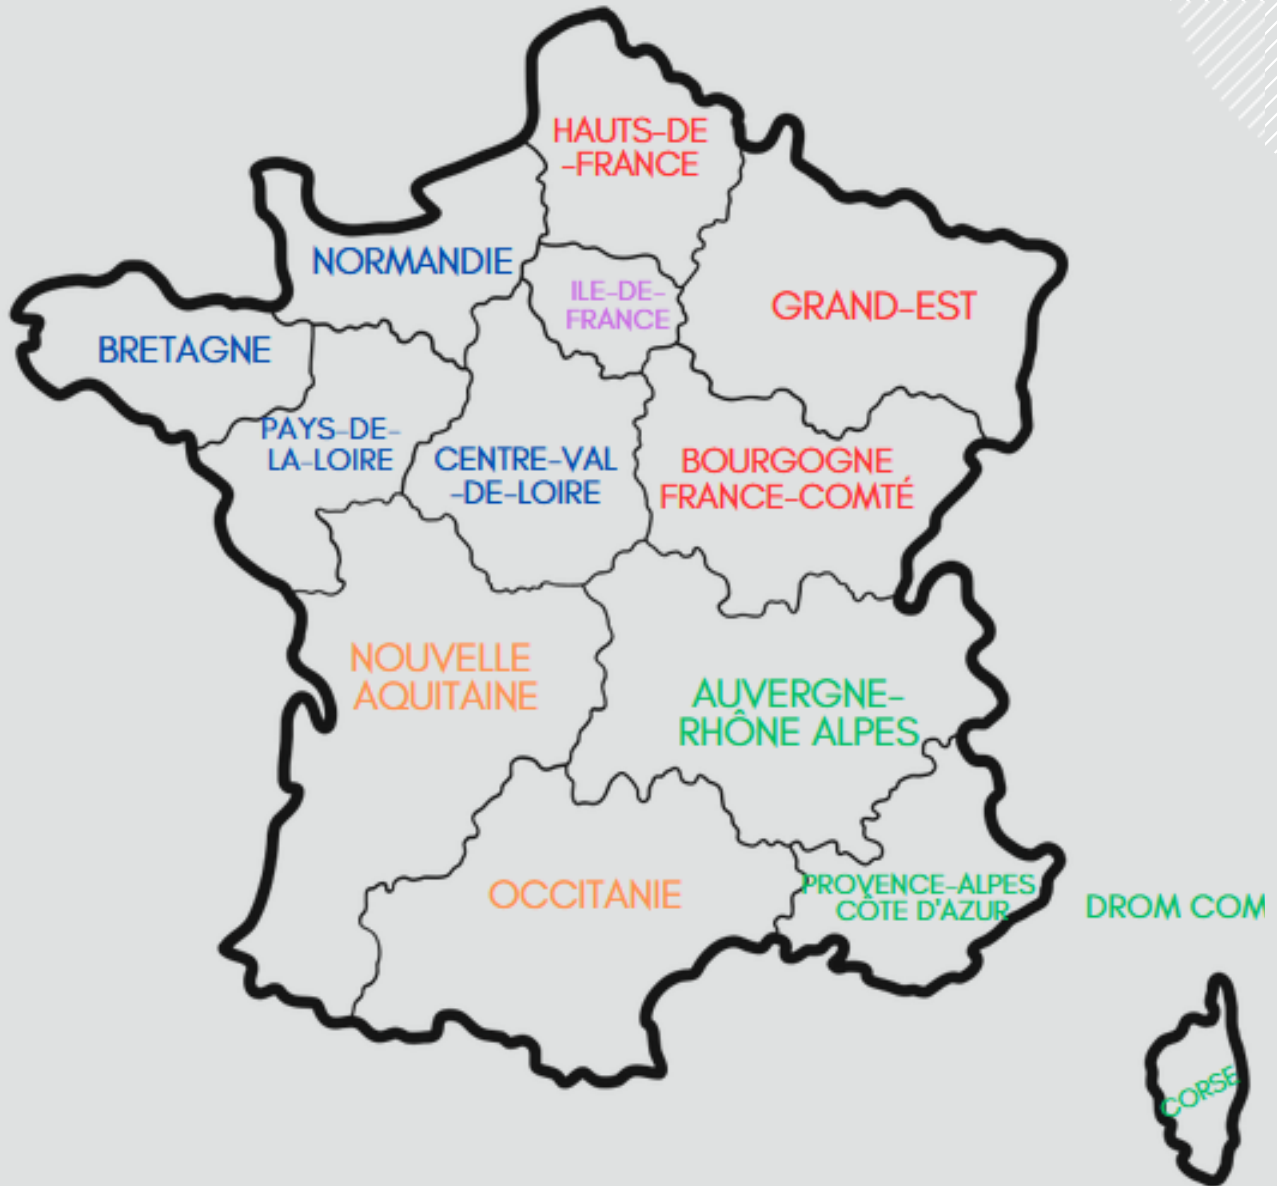 HAUTS-DE
-FRANCE
NORMANDIE
ILE-DE-
FRANCE
GRAND-EST
BRETAGNE
PAYS-DE-
LA-LOIRE
CENTRE-VAL
-DE-LOIRE
BOURGOGNE
FRANCE-COMTÉ
NOUVELLE
AQUITAINE
AUVERGNE-
RHÔNE ALPES
OCCITANIE
PROVENCE-ALPES
CÔTE D'AZUR
DROM COM
CORSE